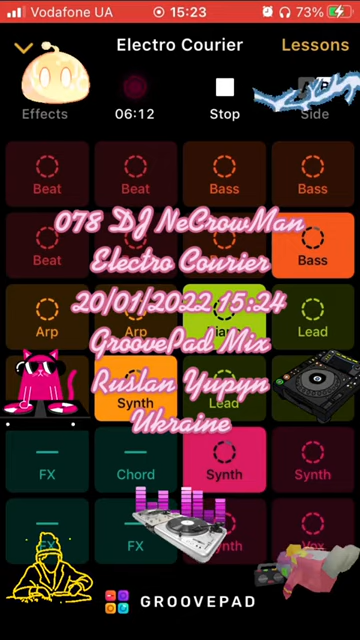 Vodafone UA 15:23 73%
Electro Courier Lessons
Effects 06:12 Stop Side
Beat Beat Bass Bass
078 DJ NeCrowMan
Beat Bass
Electro Courier
20/01/2022 15:24
Arp Arp Lead
GroovePad Mix
Ruslan Yupyn
Synth Lead
Ukraine
FX Chord Synth Synth
FX FX Vox
GROOVEPAD